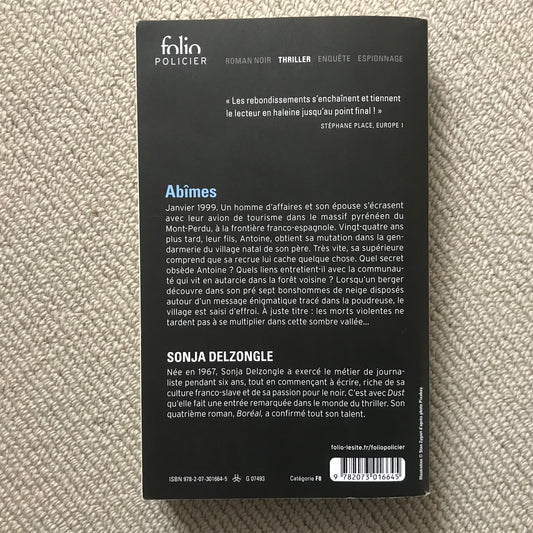 folio
POLICIER
ROMAN NOIR THRILLER ENQUÊTE ESPIONNAGE
« Les rebondissements s'enchaînent et tiennent
le lecteur en haleine jusqu'au point final ! »
STÉPHANE PLACE, EUROPE 1
Abîmes
Janvier 1999. Un homme d'affaires et son épouse s'écrasent
avec leur avion de tourisme dans le massif pyrénéen du
Mont-Perdu, à la frontière franco-espagnole. Vingt-quatre ans
plus tard, leur fils, Antoine, obtient sa mutation dans la gen-
darmerie du village natal de son père. Très vite, sa supérieure
comprend que sa recrue lui cache quelque chose. Quel secret
obsède Antoine ? Quels liens entretient-il avec la communau-
té qui vit en autarcie dans la forêt voisine ? Lorsqu'un berger
découvre dans son pré sept bonshommes de neige disposés
autour d'un message énigmatique tracé dans la poudreuse, le
village est saisi d'effroi. À juste titre : les morts violentes ne
tardent pas à se multiplier dans cette sombre vallée...
SONJA DELZONGLE
Née en 1967, Sonja Delzongle a exercé le métier de journa-
liste pendant six ans, tout en commençant à écrire, riche de sa
culture franco-slave et de sa passion pour le noir. C'est avec Dust
qu'elle fait une entrée remarquée dans le monde du thriller. Son
quatrième roman, Boréal, a confirmé tout son talent.
folio-lesite.fr/foliopolicier
ISBN 978-2-07-301664-5 G 07493 Catégorie F8
9 782073 016645